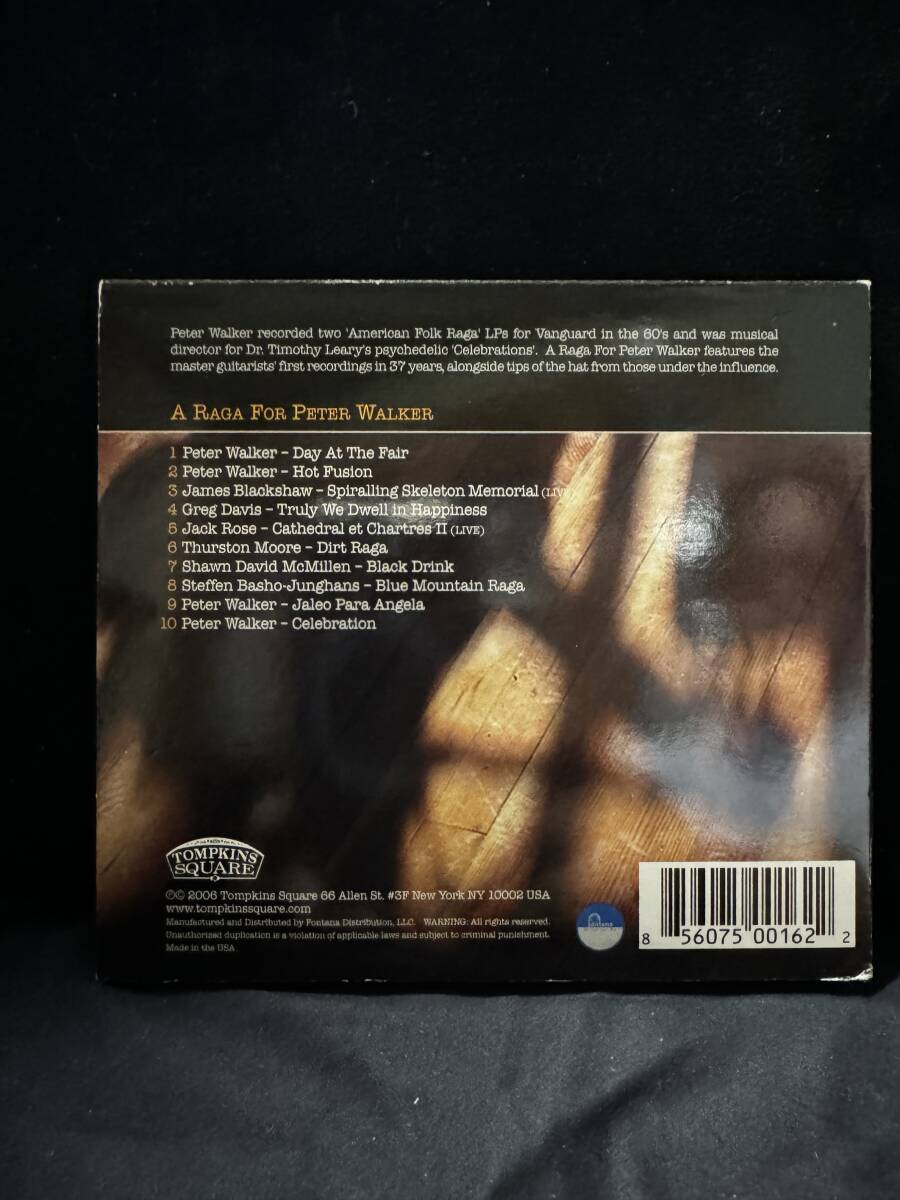 Peter Walker recorded two 'American Folk Raga' LPs for Vanguard in the 60's and was musical
director for Dr. Timothy Leary's psychedelic 'Celebrations'. A Raga For Peter Walker features the
master guitarists' first recordings in 37 years, alongside tips of the hat from those under the influence.
A RAGA FOR PETER WALKER
1 Peter Walker – Day At The Fair
2 Peter Walker – Hot Fusion
3 James Blackshaw – Spiralling Skeleton Memorial (LIVE)
4 Greg Davis – Truly We Dwell in Happiness
5 Jack Rose – Cathedral et Chartres II (LIVE)
6 Thurston Moore – Dirt Raga
7 Shawn David McMillen – Black Drink
8 Steffen Basho-Junghans – Blue Mountain Raga
9 Peter Walker – Jaleo Para Angela
10 Peter Walker – Celebration
TOMPKINS
SQUARE
℗© 2006 Tompkins Square 66 Allen St. #3F New York NY 10002 USA
www.tompkinssquare.com
Manufactured and Distributed by Fontana Distribution, LLC. WARNING: All rights reserved.
Unauthorized duplication is a violation of applicable laws and subject to criminal punishment.
Made in the USA
fontana
8 56075 00162 2